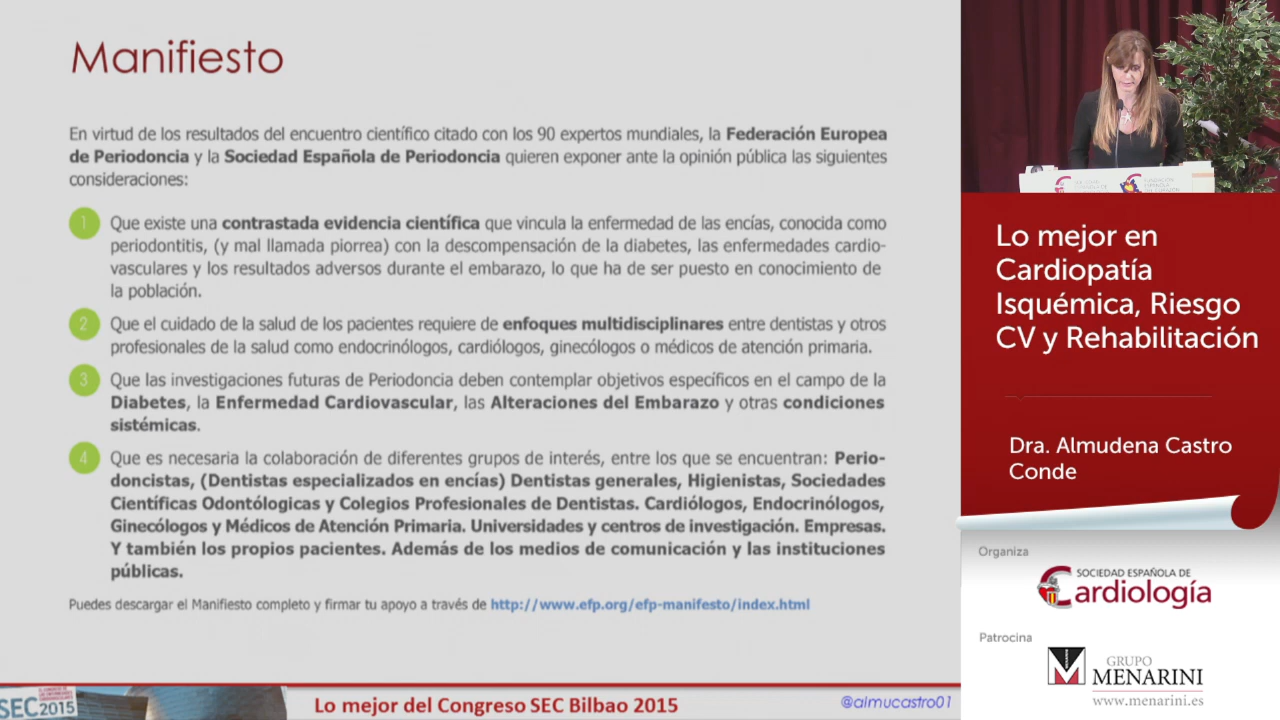 Manifiesto
En virtud de los resultados del encuentro científico citado con los 90 expertos mundiales, la Federación Europea
de Periodoncia y la Sociedad Española de Periodoncia quieren exponer ante la opinión pública las siguientes
consideraciones:
1 Que existe una contrastada evidencia científica que vincula la enfermedad de las encías, conocida como
periodontitis, (y mal llamada piorrea) con la descompensación de la diabetes, las enfermedades cardio-
vasculares y los resultados adversos durante el embarazo, lo que ha de ser puesto en conocimiento de
la población.
2 Que el cuidado de la salud de los pacientes requiere de enfoques multidisciplinares entre dentistas y otros
profesionales de la salud como endocrinólogos, cardiólogos, ginecólogos o médicos de atención primaria.
3 Que las investigaciones futuras de Periodoncia deben contemplar objetivos específicos en el campo de la
Diabetes, la Enfermedad Cardiovascular, las Alteraciones del Embarazo y otras condiciones
sistémicas.
4 Que es necesaria la colaboración de diferentes grupos de interés, entre los que se encuentran: Perio-
doncistas, (Dentistas especializados en encías) Dentistas generales, Higienistas, Sociedades
Científicas Odontólogicas y Colegios Profesionales de Dentistas. Cardiólogos, Endocrinólogos,
Ginecólogos y Médicos de Atención Primaria. Universidades y centros de investigación. Empresas.
Y también los propios pacientes. Además de los medios de comunicación y las instituciones
públicas.
Puedes descargar el Manifiesto completo y firmar tu apoyo a través de http://www.efp.org/efp-manifesto/index.html
SEC 2015
Lo mejor del Congreso SEC Bilbao 2015
@almucastro01
Lo mejor en
Cardiopatía
Isquémica, Riesgo
CV y Rehabilitación
Dra. Almudena Castro
Conde
Organiza
SOCIEDAD ESPAÑOLA DE
Cardiología
Patrocina
GRUPO
MENARINI
www.menarini.es